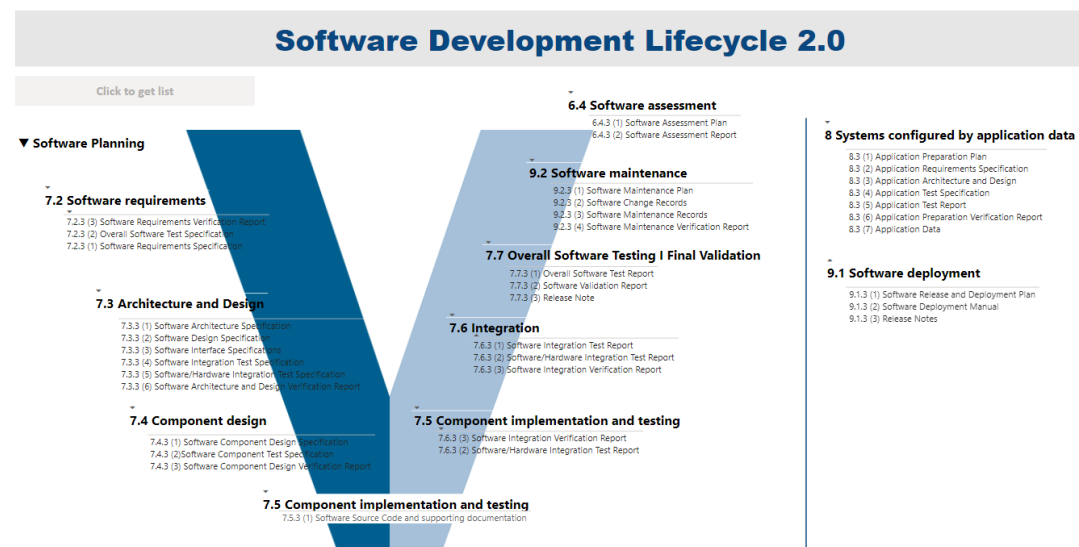 Software Development Lifecycle 2.0
Click to get list
▼ Software Planning
7.2 Software requirements
7.2.3 (3) Software Requirements Verification Report
7.2.3 (2) Overall Software Test Specification
7.2.3 (1) Software Requirements Specification
7.3 Architecture and Design
7.3.3 (1) Software Architecture Specification
7.3.3 (2) Software Design Specification
7.3.3 (3) Software Interface Specifications
7.3.3 (4) Software Integration Test Specification
7.3.3 (5) Software/Hardware Integration Test Specification
7.3.3 (6) Software Architecture and Design Verification Report
7.4 Component design
7.4.3 (1) Software Component Design Specification
7.4.3 (2)Software Component Test Specification
7.4.3 (3) Software Component Design Verification Report
7.5 Component implementation and testing
7.5.3 (1) Software Source Code and supporting documentation
6.4 Software assessment
6.4.3 (1) Software Assessment Plan
6.4.3 (2) Software Assessment Report
9.2 Software maintenance
9.2.3 (1) Software Maintenance Plan
9.2.3 (2) Software Change Records
9.2.3 (3) Software Maintenance Records
9.2.3 (4) Software Maintenance Verification Report
7.7 Overall Software Testing I Final Validation
7.7.3 (1) Overall Software Test Report
7.7.3 (2) Software Validation Report
7.7.3 (3) Release Note
7.6 Integration
7.6.3 (1) Software Integration Test Report
7.6.3 (2) Software/Hardware Integration Test Report
7.6.3 (3) Software Integration Verification Report
7.5 Component implementation and testing
7.6.3 (3) Software Integration Verification Report
7.6.3 (2) Software/Hardware Integration Test Report
8 Systems configured by application data
8.3 (1) Application Preparation Plan
8.3 (2) Application Requirements Specification
8.3 (3) Application Architecture and Design
8.3 (4) Application Test Specification
8.3 (5) Application Test Report
8.3 (6) Application Preparation Verification Report
8.3 (7) Application Data
9.1 Software deployment
9.1.3 (1) Software Release and Deployment Plan
9.1.3 (2) Software Deployment Manual
9.1.3 (3) Release Notes